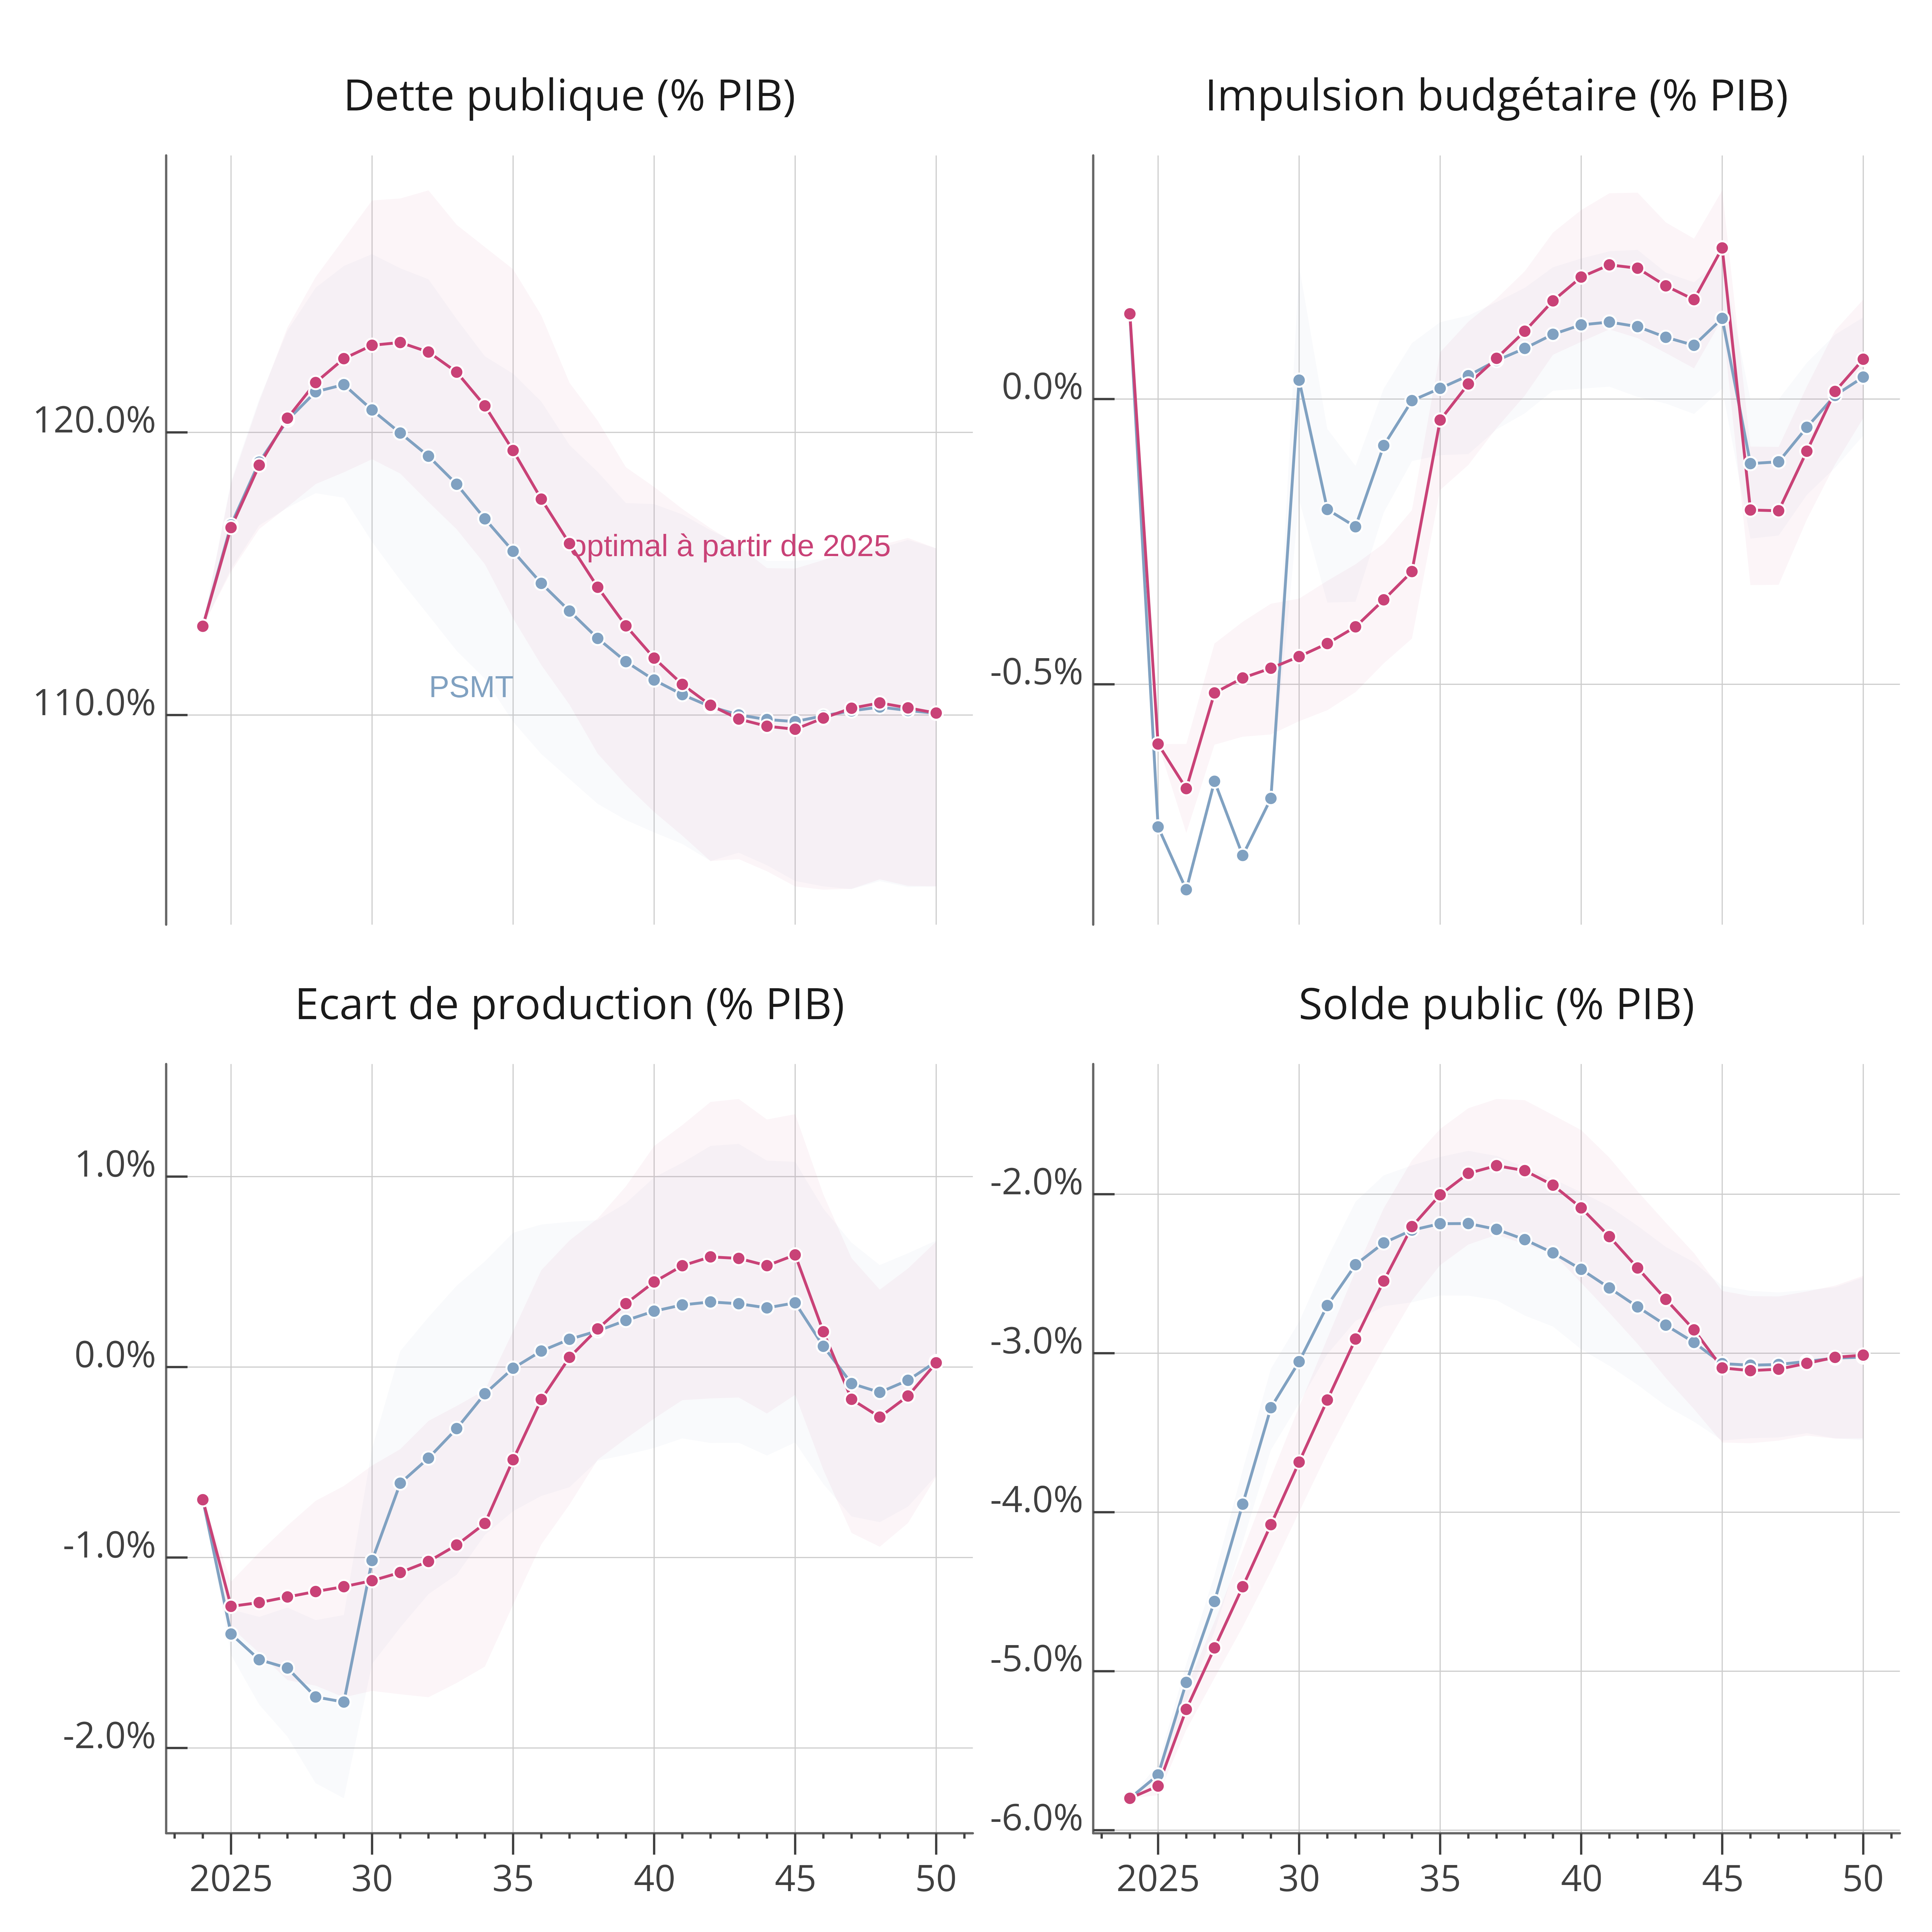 Dette publique (% PIB)
Impulsion budgétaire (% PIB)
120.0%
110.0%
optimal à partir de 2025
PSMT
0.0%
-0.5%
Ecart de production (% PIB)
Solde public (% PIB)
1.0%
0.0%
-1.0%
-2.0%
2025 30 35 40 45 50
-2.0%
-3.0%
-4.0%
-5.0%
-6.0%
2025 30 35 40 45 50